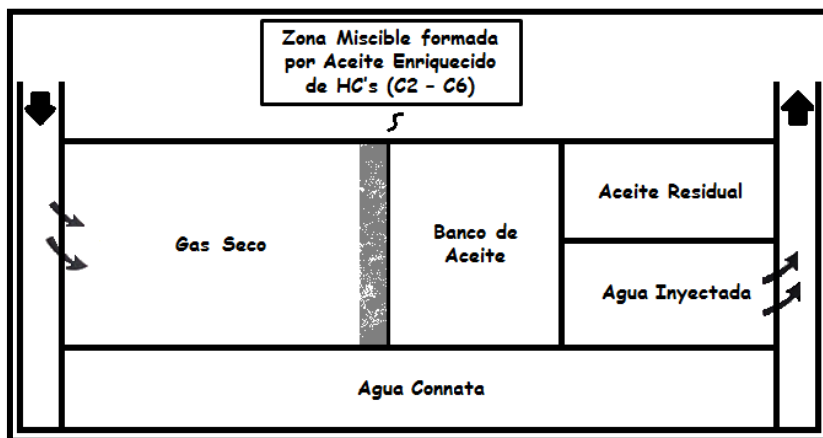 Zona Miscible formada
por Aceite Enriquecido
de HC's (C2 – C6)
Gas Seco
Banco de
Aceite
Aceite Residual
Agua Inyectada
Agua Connata